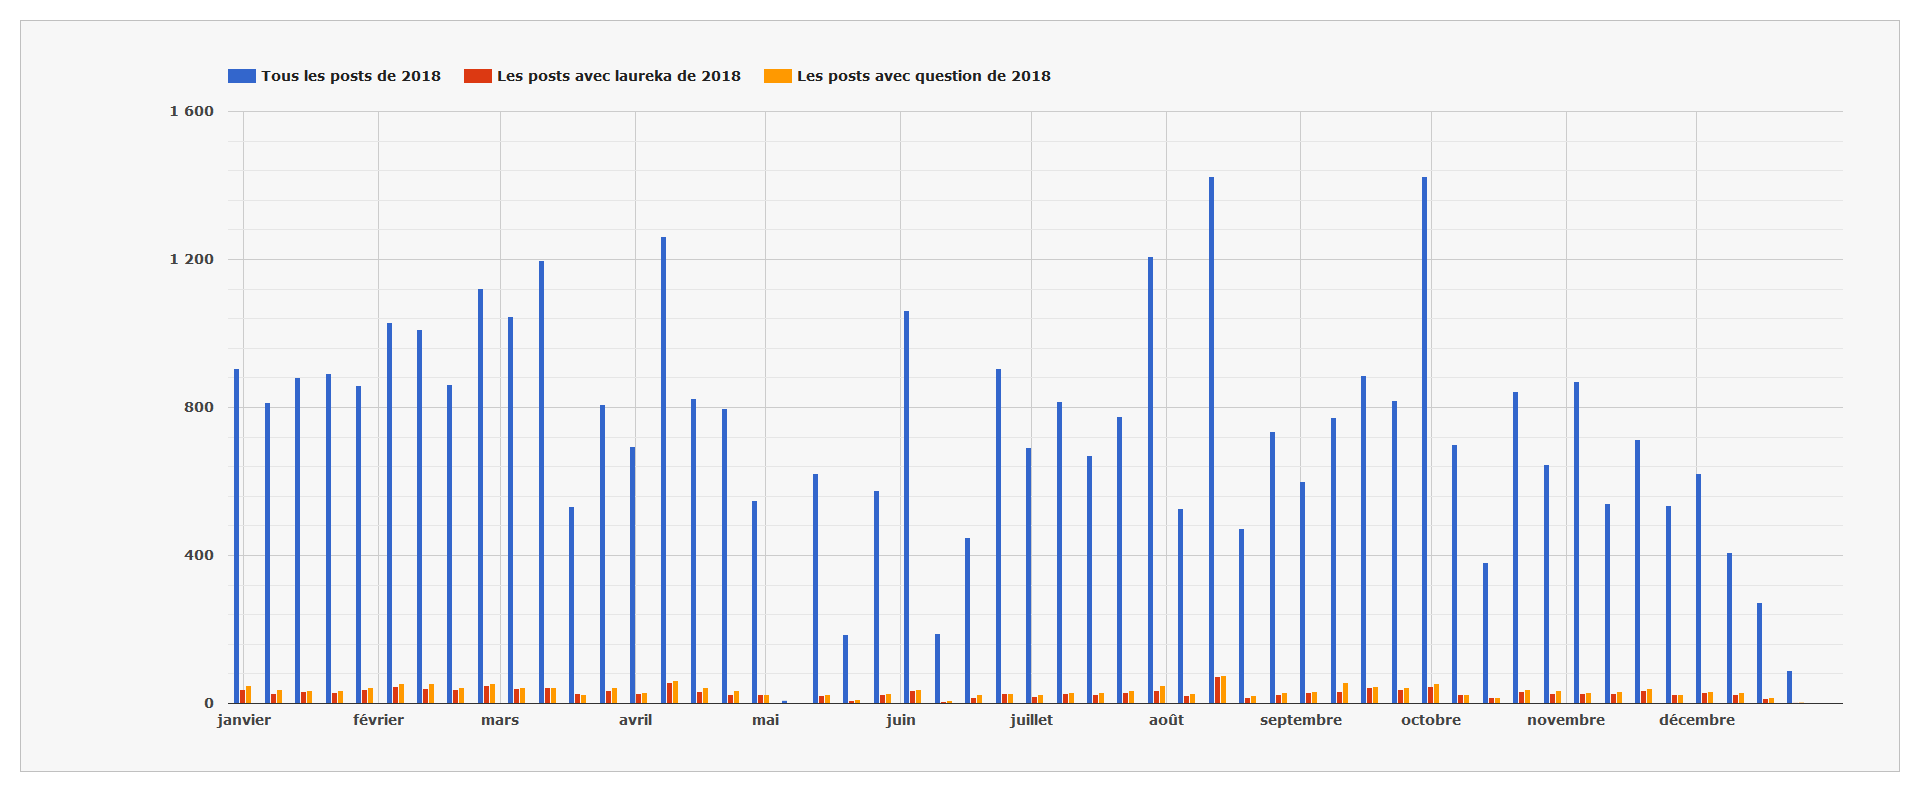 Tous les posts de 2018 Les posts avec laureka de 2018 Les posts avec question de 2018
1 600
1 200
800
400
0
janvier février mars avril mai juin juillet août septembre octobre novembre décembre